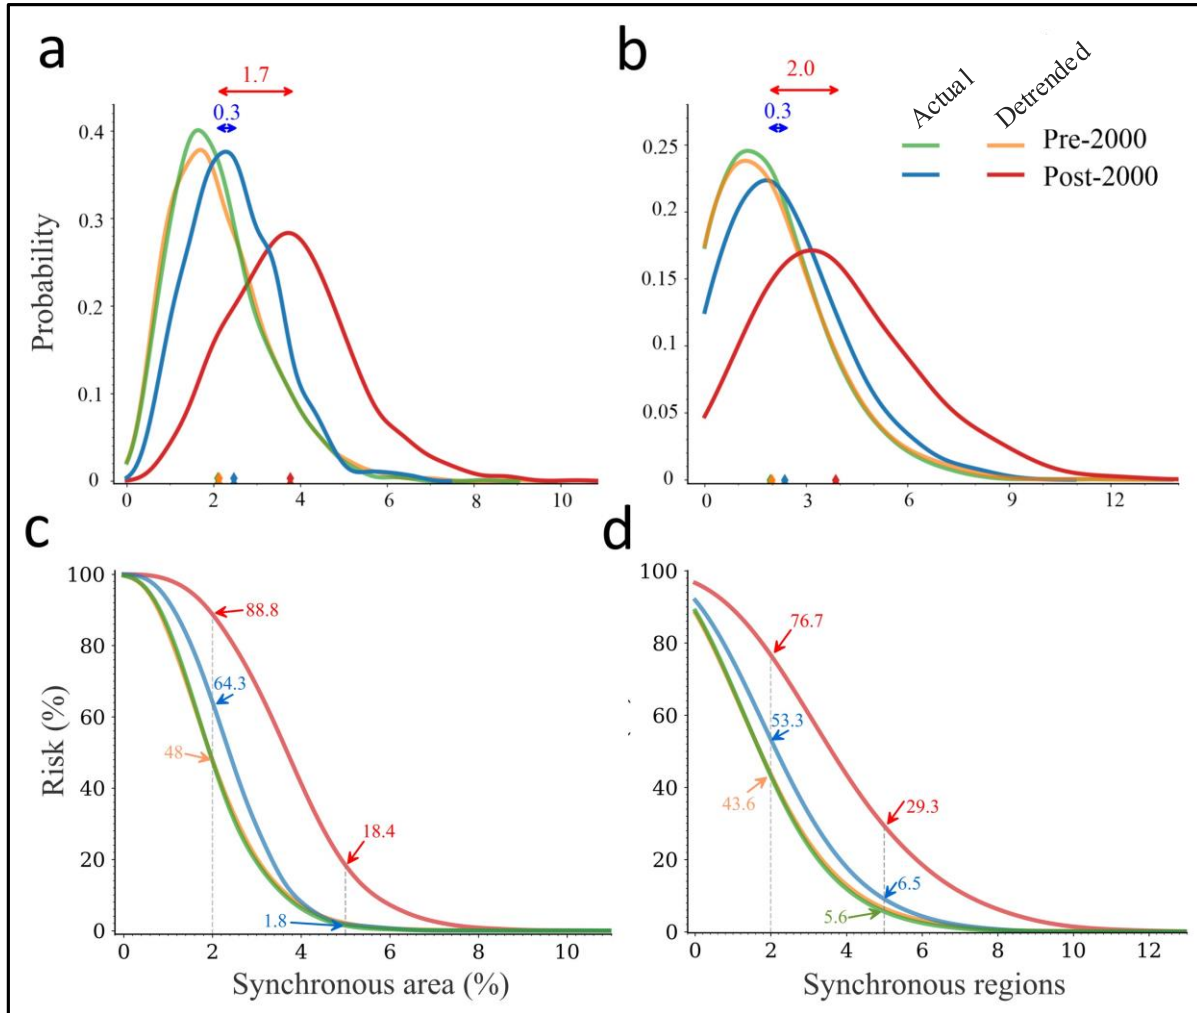 a
1.7
0.3
b
2.0
0.3
Actual
Detrended
Pre-2000
Post-2000
Probability
0.4
0.3
0.2
0.1
0
0 2 4 6 8 10
0.25
0.2
0.15
0.1
0.05
0
0 3 6 9 12
c
Risk (%)
100
80
60
40
20
0
88.8
64.3
48
18.4
1.8
0 2 4 6 8 10
Synchronous area (%)
d
100
80
60
40
20
0
76.7
53.3
43.6
29.3
6.5
5.6
0 2 4 6 8 10 12
Synchronous regions